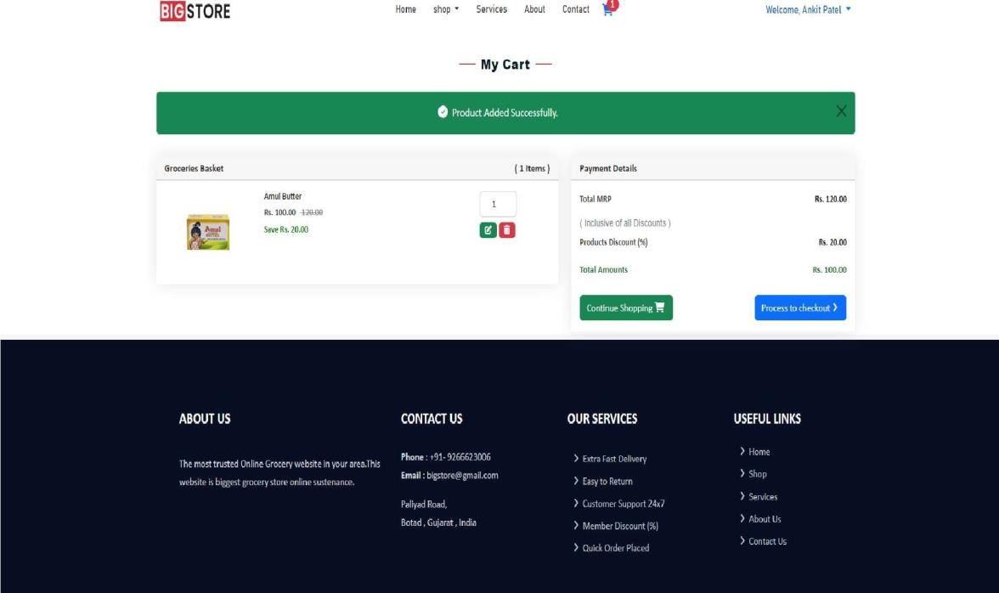 BIGSTORE
Home shop Services About Contact 1
Welcome, Ankit Patel
My Cart
Product Added Successfully.
Groceries Basket ( 1 Items )
Amul Butter
Rs. 100.00 120.00
Save Rs. 20.00
1
Amul
Payment Details
Total MRP Rs. 120.00
( Inclusive of all Discounts )
Products Discount (%) Rs. 20.00
Total Amounts Rs. 100.00
Continue Shopping
Process to checkout
ABOUT US
The most trusted Online Grocery website in your area.This
website is biggest grocery store online sustenance.
CONTACT US
Phone : +91- 9266623006
Email : bigstore@gmail.com
Paliyad Road,
Botad , Gujarat , India
OUR SERVICES
Extra Fast Delivery
Easy to Return
Customer Support 24x7
Member Discount (%)
Quick Order Placed
USEFUL LINKS
Home
Shop
Services
About Us
Contact Us